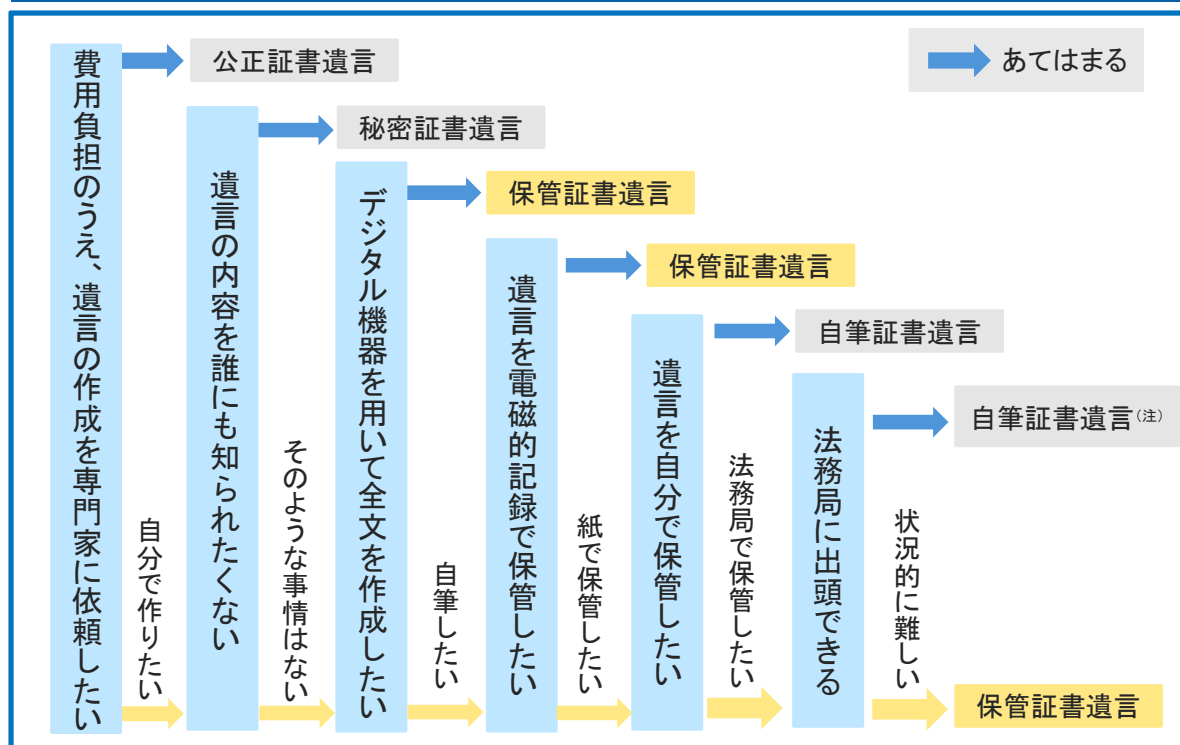 あてはまる
費用負担のうえ、遺言の作成を専門家に依頼したい
公正証書遺言
自分で作りたい
遺言の内容を誰にも知られたくない
秘密証書遺言
そのような事情はない
デジタル機器を用いて全文を作成したい
保管証書遺言
自筆したい
遺言を電磁的記録で保管したい
保管証書遺言
紙で保管したい
遺言を自分で保管したい
自筆証書遺言
法務局で保管したい
法務局に出頭できる
自筆証書遺言(注)
状況的に難しい
保管証書遺言